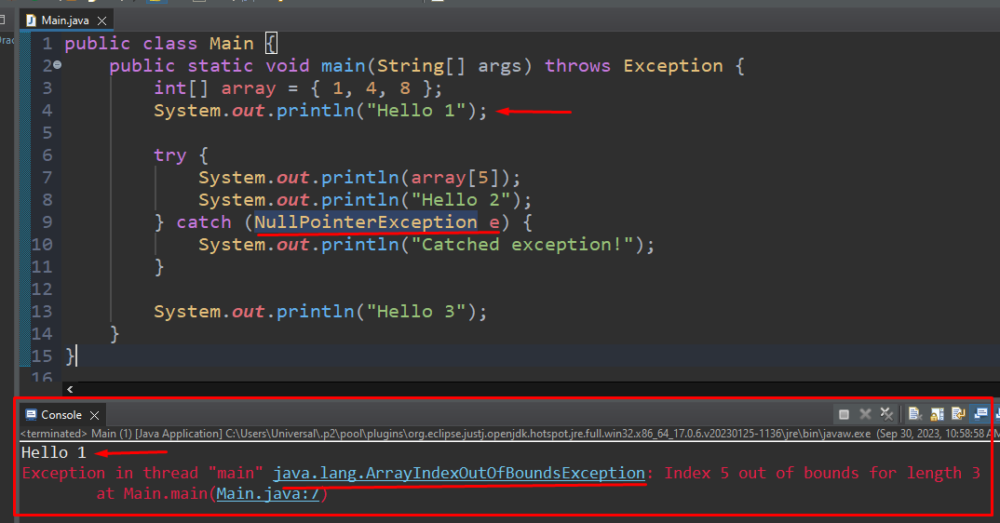 Main.java
1 public class Main {
2 public static void main(String[] args) throws Exception {
3 int[] array = { 1, 4, 8 };
4 System.out.println("Hello 1");
5
6 try {
7 System.out.println(array[5]);
8 System.out.println("Hello 2");
9 } catch (NullPointerException e) {
10 System.out.println("Catched exception!");
11 }
12
13 System.out.println("Hello 3");
14 }
15 }
16
Console
<terminated> Main (1) [Java Application] C:\Users\Universal\.p2\pool\plugins\org.eclipse.justj.openjdk.hotspot.jre.full.win32.x86_64_17.0.6.v20230125-1136\jre\bin\javaw.exe (Sep 30, 2023, 10:58:58 AM
Hello 1
Exception in thread "main" java.lang.ArrayIndexOutOfBoundsException: Index 5 out of bounds for length 3
at Main.main(Main.java:7)